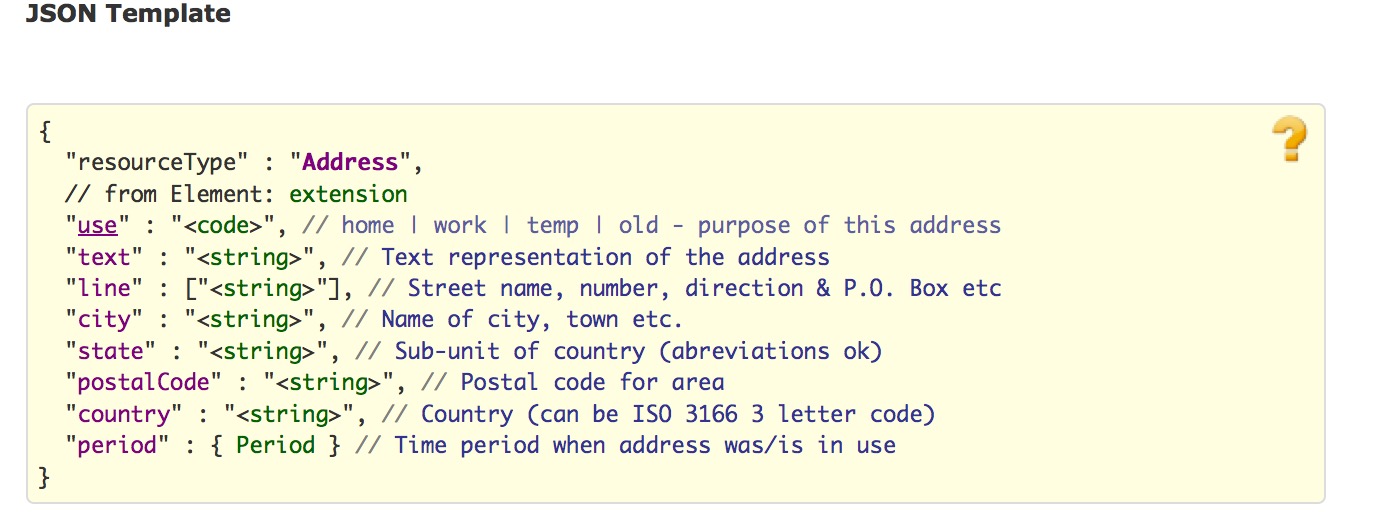 JSON Template
?
{
"resourceType" : "Address",
// from Element: extension
"use" : "<code>", // home | work | temp | old - purpose of this address
"text" : "<string>", // Text representation of the address
"line" : ["<string>"], // Street name, number, direction & P.O. Box etc
"city" : "<string>", // Name of city, town etc.
"state" : "<string>", // Sub-unit of country (abreviations ok)
"postalCode" : "<string>", // Postal code for area
"country" : "<string>", // Country (can be ISO 3166 3 letter code)
"period" : { Period } // Time period when address was/is in use
}